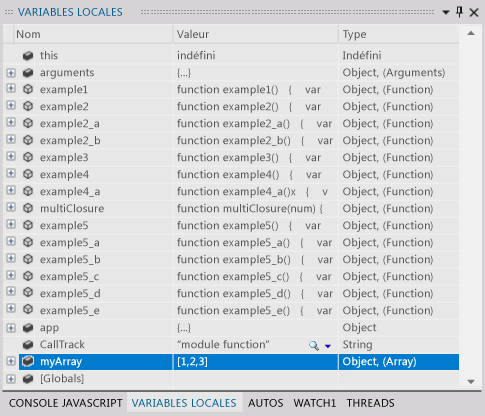 VARIABLES LOCALES
Nom Valeur Type
this indéfini Indéfini
arguments {...} Object, (Arguments)
example1 function example1() { var Object, (Function)
example2 function example2() { var Object, (Function)
example2_a function example2_a() { var Object, (Function)
example2_b function example2_b() { var Object, (Function)
example3 function example3() { var Object, (Function)
example4 function example4() { var Object, (Function)
example4_a function example4_a()x { v Object, (Function)
multiClosure function multiClosure(num) { Object, (Function)
example5 function example5() { var Object, (Function)
example5_a function example5_a() { var Object, (Function)
example5_b function example5_b() { var Object, (Function)
example5_c function example5_c() { var Object, (Function)
example5_d function example5_d() { var Object, (Function)
example5_e function example5_e() { var Object, (Function)
app {...} Object
CallTrack "module function" String
myArray [1,2,3] Object, (Array)
[Globals]
CONSOLE JAVASCRIPT VARIABLES LOCALES AUTOS WATCH1 THREADS